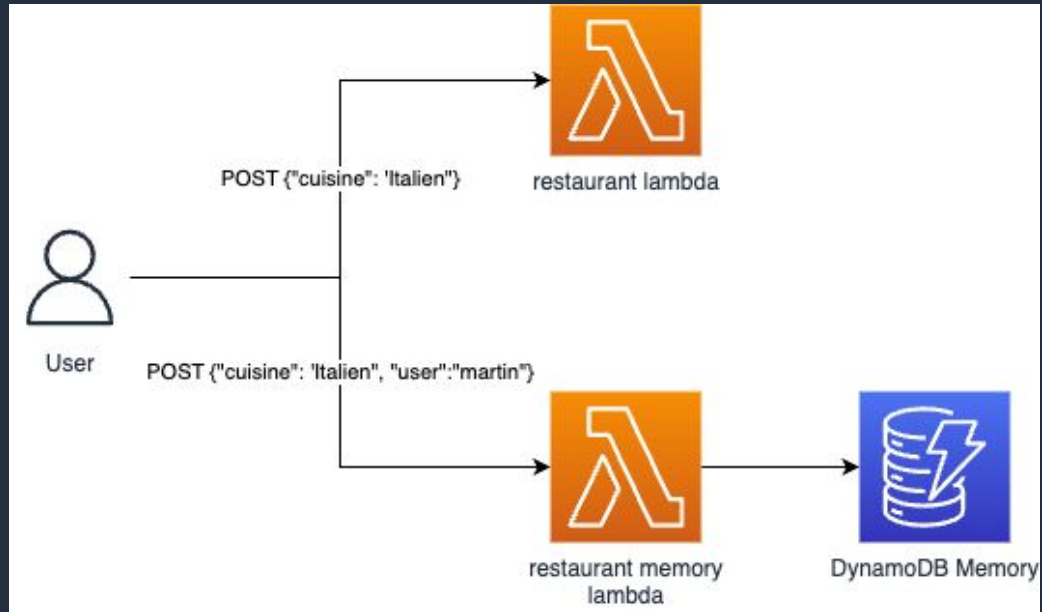 POST {"cuisine": 'Italien"}
restaurant lambda
User
POST {"cuisine": 'Italien", "user":"martin"}
restaurant memory
lambda
DynamoDB Memory